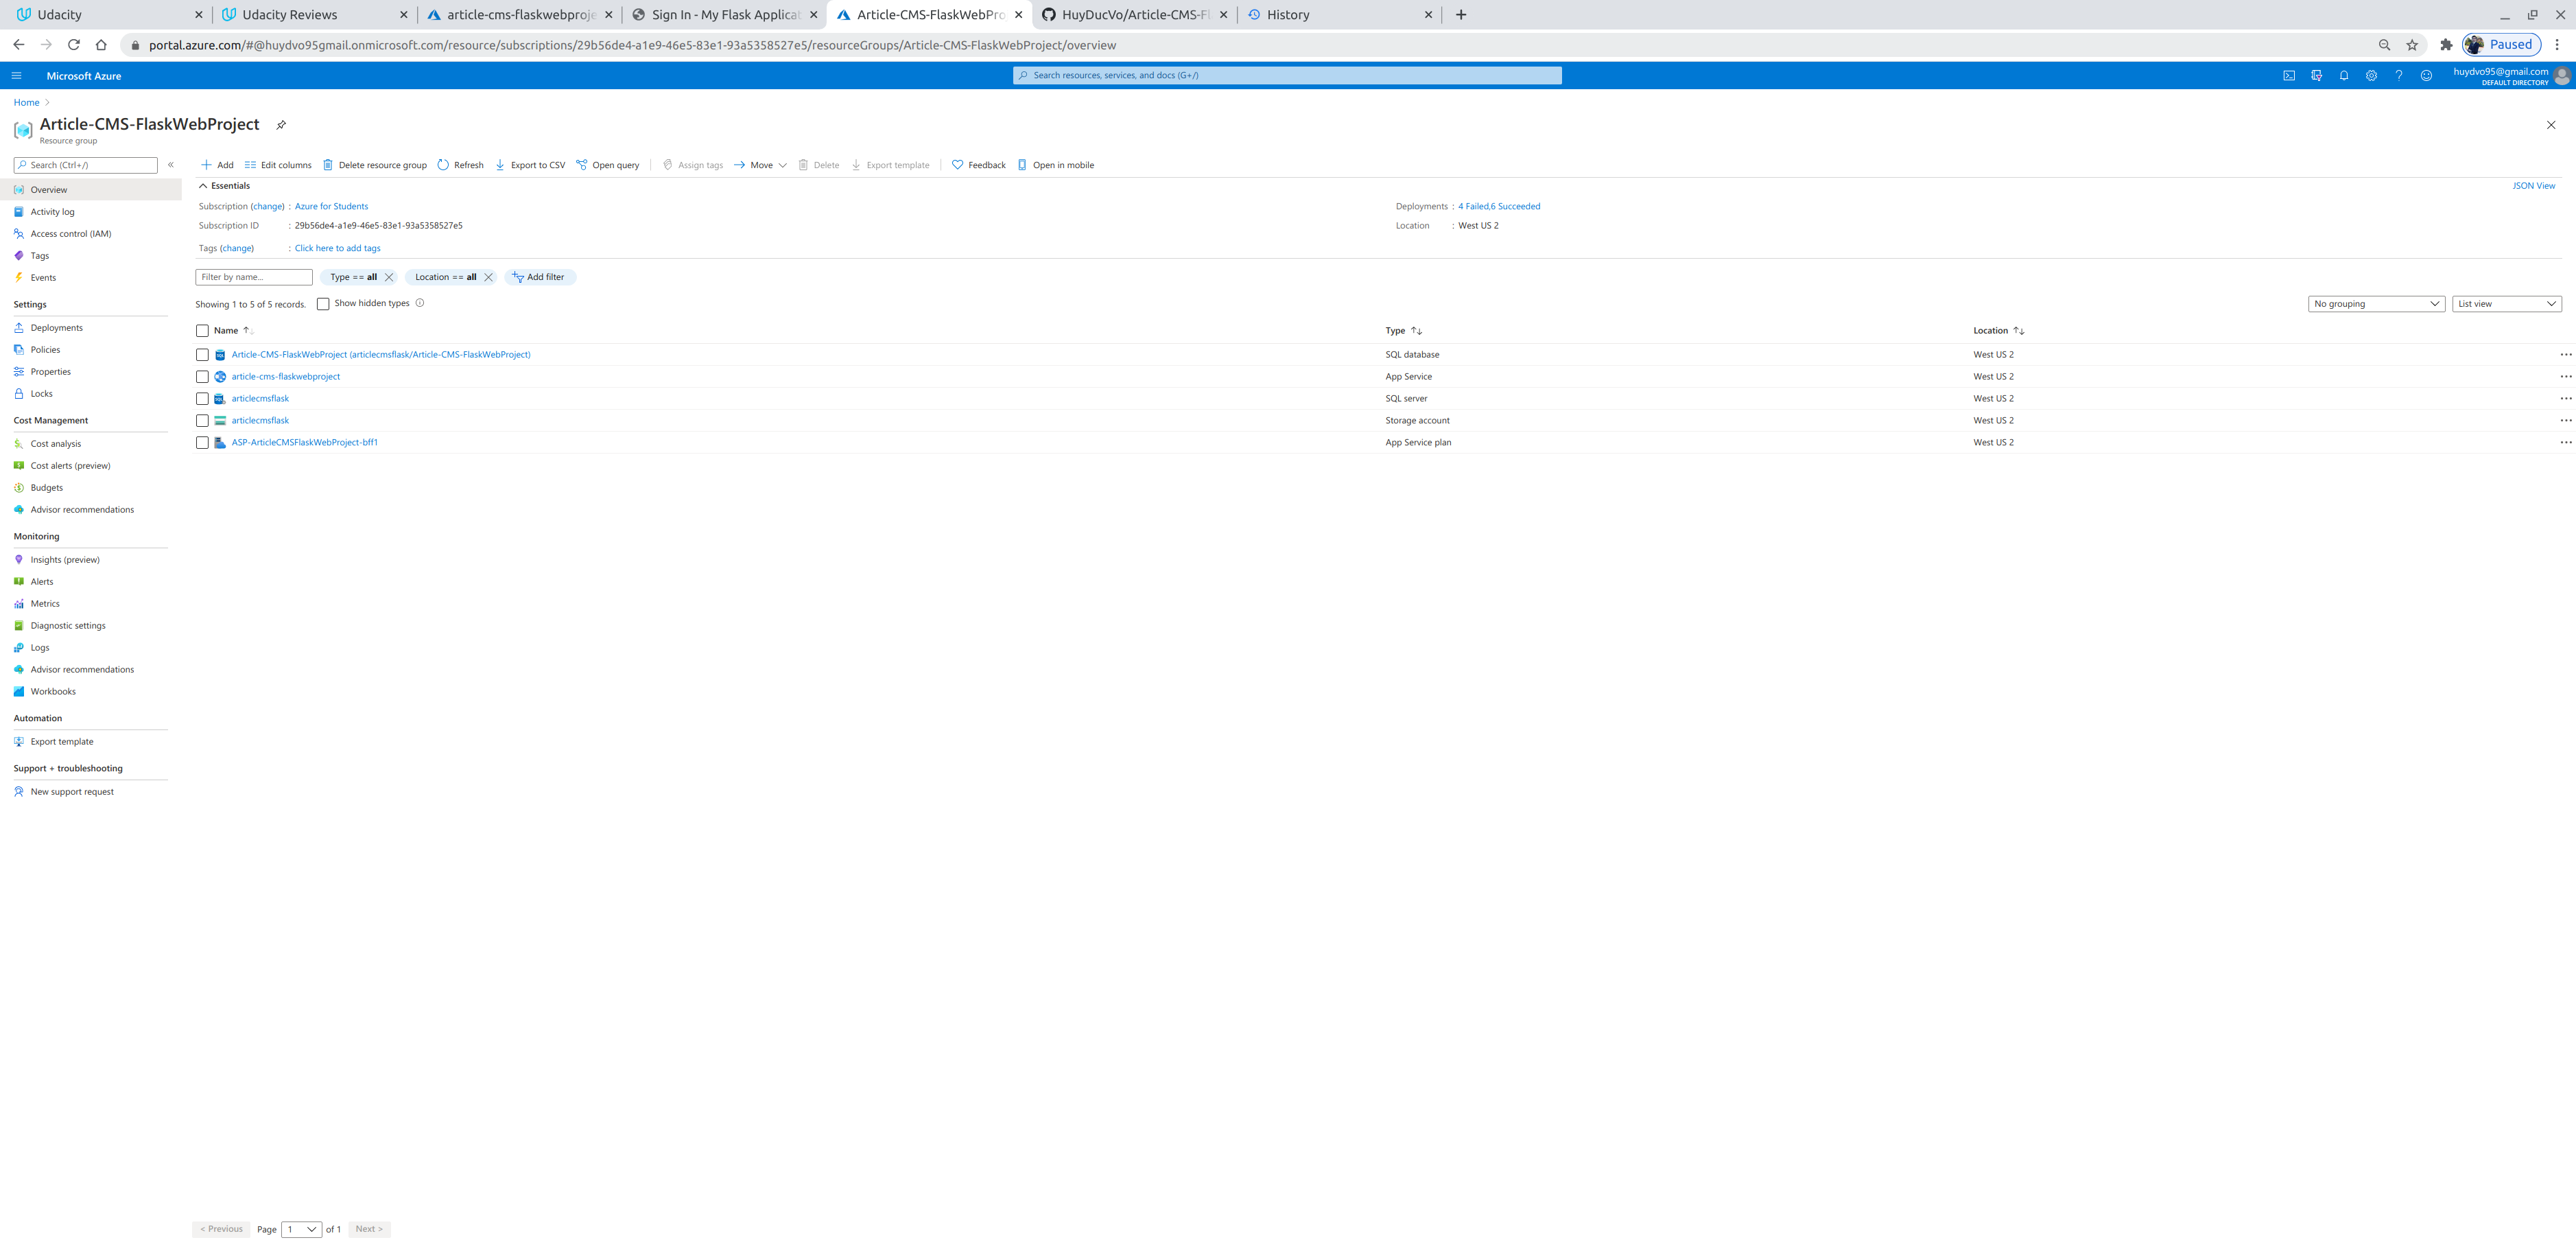 Udacity
Udacity Reviews
article-cms-flaskwebproje
Sign In - My Flask Applicat
Article-CMS-FlaskWebPro
HuyDucVo/Article-CMS-Fl
History
portal.azure.com/#@huydvo95gmail.onmicrosoft.com/resource/subscriptions/29b56de4-a1e9-46e5-83e1-93a5358527e5/resourceGroups/Article-CMS-FlaskWebProject/overview
Paused
Microsoft Azure
Search resources, services, and docs (G+/)
huydvo95@gmail.com
DEFAULT DIRECTORY
Home
Article-CMS-FlaskWebProject
Resource group
Search (Ctrl+/)
Overview
Activity log
Access control (IAM)
Tags
Events
Settings
Deployments
Policies
Properties
Locks
Cost Management
Cost analysis
Cost alerts (preview)
Budgets
Advisor recommendations
Monitoring
Insights (preview)
Alerts
Metrics
Diagnostic settings
Logs
Advisor recommendations
Workbooks
Automation
Export template
Support + troubleshooting
New support request
Add Edit columns Delete resource group Refresh Export to CSV Open query Assign tags Move Delete Export template Feedback Open in mobile
Essentials
JSON View
Subscription (change) : Azure for Students
Deployments : 4 Failed,6 Succeeded
Subscription ID : 29b56de4-a1e9-46e5-83e1-93a5358527e5
Location : West US 2
Tags (change) : Click here to add tags
Filter by name... Type == all Location == all Add filter
Showing 1 to 5 of 5 records. Show hidden types
No grouping List view
Name Type Location
Article-CMS-FlaskWebProject (articlecmsflask/Article-CMS-FlaskWebProject) SQL database West US 2
article-cms-flaskwebproject App Service West US 2
articlecmsflask SQL server West US 2
articlecmsflask Storage account West US 2
ASP-ArticleCMSFlaskWebProject-bff1 App Service plan West US 2
< Previous Page 1 of 1 Next >